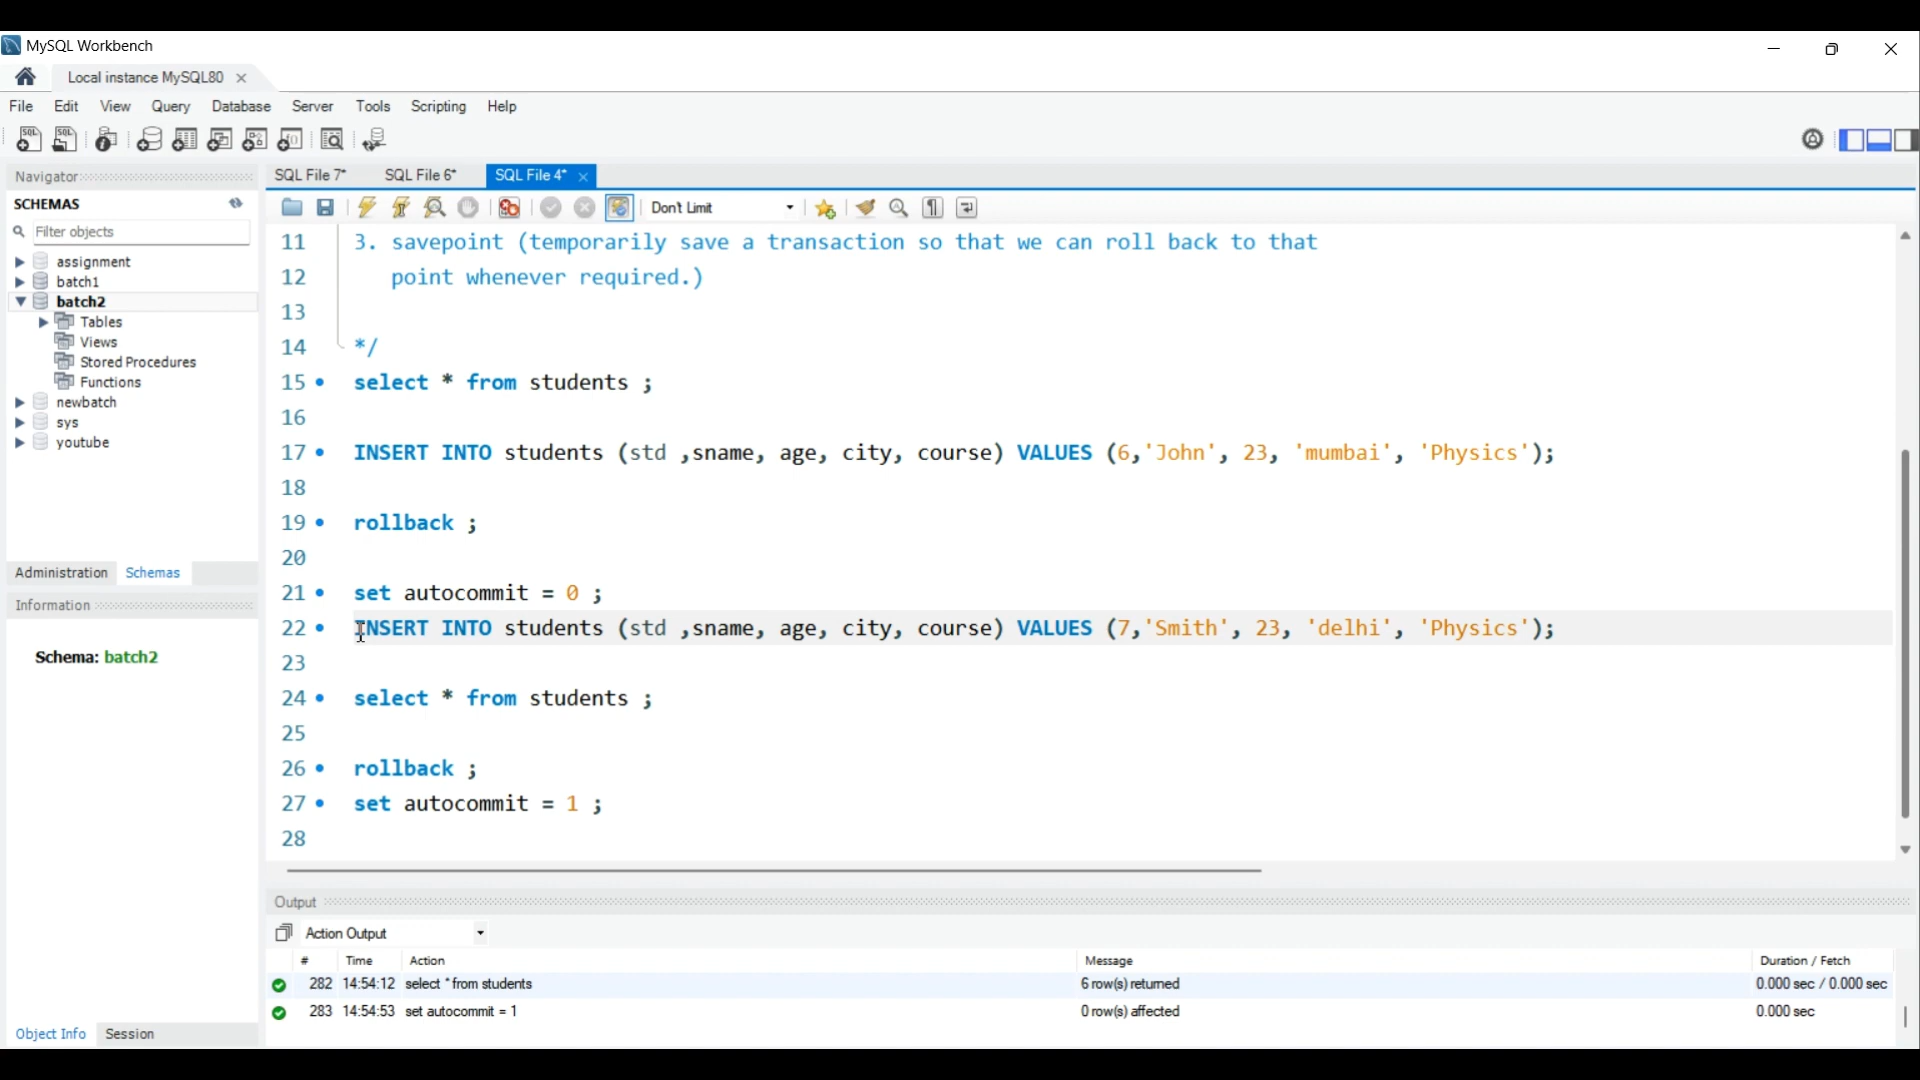 MySQL Workbench
Local instance MySQL80
File Edit View Query Database Server Tools Scripting Help
SQL SQL
Navigator
SQL File 7* SQL File 6* SQL File 4*
SCHEMAS
Filter objects
assignment
batch1
batch2
Tables
Views
Stored Procedures
Functions
newbatch
sys
youtube
Administration Schemas
Information
Schema: batch2
Object Info Session
Don't Limit
11 3. savepoint (temporarily save a transaction so that we can roll back to that
12 point whenever required.)
13
14 */
15 select * from students ;
16
17 INSERT INTO students (std ,sname, age, city, course) VALUES (6,'John', 23, 'mumbai', 'Physics');
18
19 rollback ;
20
21 set autocommit = 0 ;
22 INSERT INTO students (std ,sname, age, city, course) VALUES (7,'Smith', 23, 'delhi', 'Physics');
23
24 select * from students ;
25
26 rollback ;
27 set autocommit = 1 ;
28
Output
Action Output
# Time Action Message Duration / Fetch
282 14:54:12 select * from students 6 row(s) returned 0.000 sec / 0.000 sec
283 14:54:53 set autocommit = 1 0 row(s) affected 0.000 sec